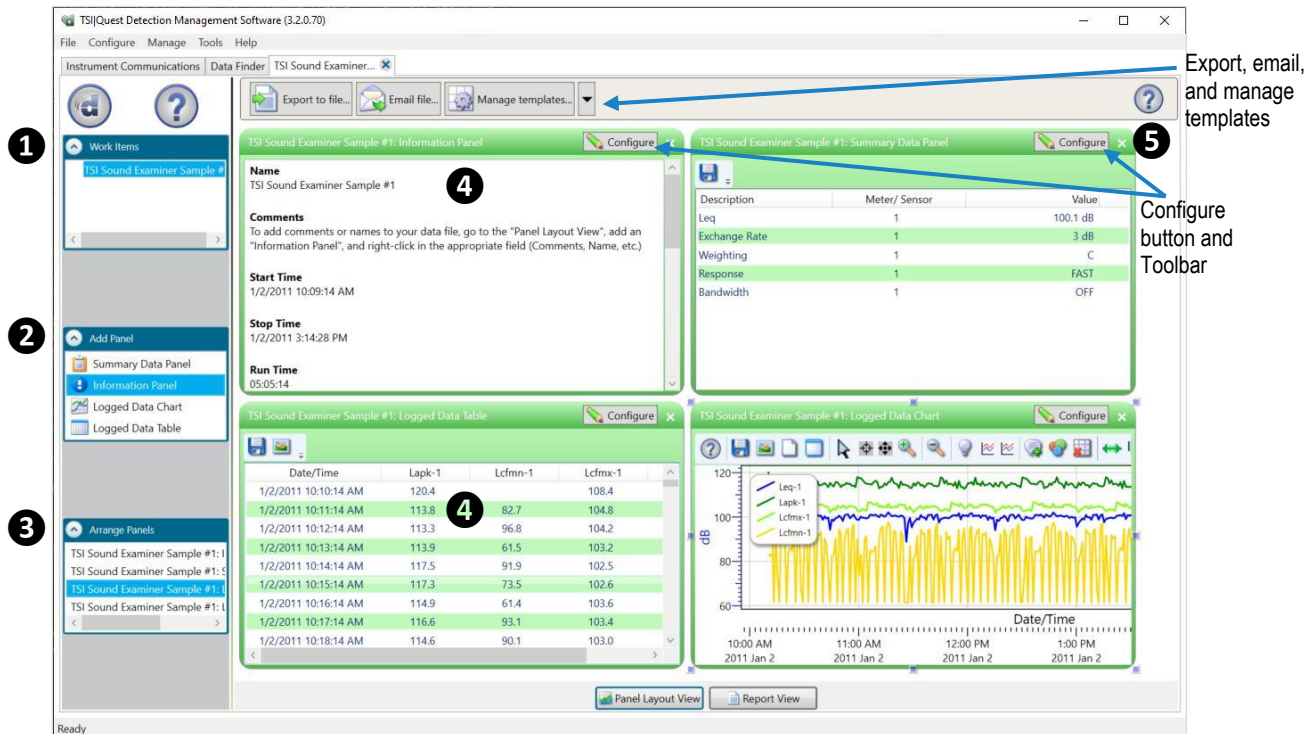 TSI|Quest Detection Management Software (3.2.0.70)
File Configure Manage Tools Help
Instrument Communications Data Finder TSI Sound Examiner...
Export to file... Email file... Manage templates...
Export, email,
and manage
templates
1
Work Items
TSI Sound Examiner Sample #
2
Add Panel
Summary Data Panel
Information Panel
Logged Data Chart
Logged Data Table
3
Arrange Panels
TSI Sound Examiner Sample #1: I
TSI Sound Examiner Sample #1: S
TSI Sound Examiner Sample #1: L
TSI Sound Examiner Sample #1: L
TSI Sound Examiner Sample #1: Information Panel
Configure
4
Name
TSI Sound Examiner Sample #1
Comments
To add comments or names to your data file, go to the "Panel Layout View", add an
"Information Panel", and right-click in the appropriate field (Comments, Name, etc.)
Start Time
1/2/2011 10:09:14 AM
Stop Time
1/2/2011 3:14:28 PM
Run Time
05:05:14
TSI Sound Examiner Sample #1: Summary Data Panel
Configure
5
Description Meter/ Sensor Value
Leq 1 100.1 dB
Exchange Rate 1 3 dB
Weighting 1 C
Response 1 FAST
Bandwidth 1 OFF
Configure
button and
Toolbar
TSI Sound Examiner Sample #1: Logged Data Table
Configure
Date/Time Lapk-1 Lcfmn-1 Lcfmx-1
1/2/2011 10:10:14 AM 120.4 108.4
1/2/2011 10:11:14 AM 113.8 82.7 104.8
4
1/2/2011 10:12:14 AM 113.3 96.8 104.2
1/2/2011 10:13:14 AM 113.9 61.5 103.2
1/2/2011 10:14:14 AM 117.5 91.9 102.5
1/2/2011 10:15:14 AM 117.3 73.5 102.6
1/2/2011 10:16:14 AM 114.9 61.4 103.6
1/2/2011 10:17:14 AM 116.6 93.1 103.4
1/2/2011 10:18:14 AM 114.6 90.1 103.0
TSI Sound Examiner Sample #1: Logged Data Chart
Configure
120
100
80
60
dB
Leq-1
Lapk-1
Lcfmx-1
Lcfmn-1
Date/Time
10:00 AM 11:00 AM 12:00 PM 1:00 PM
2011 Jan 2 2011 Jan 2 2011 Jan 2 2011 Jan 2
Panel Layout View Report View
Ready